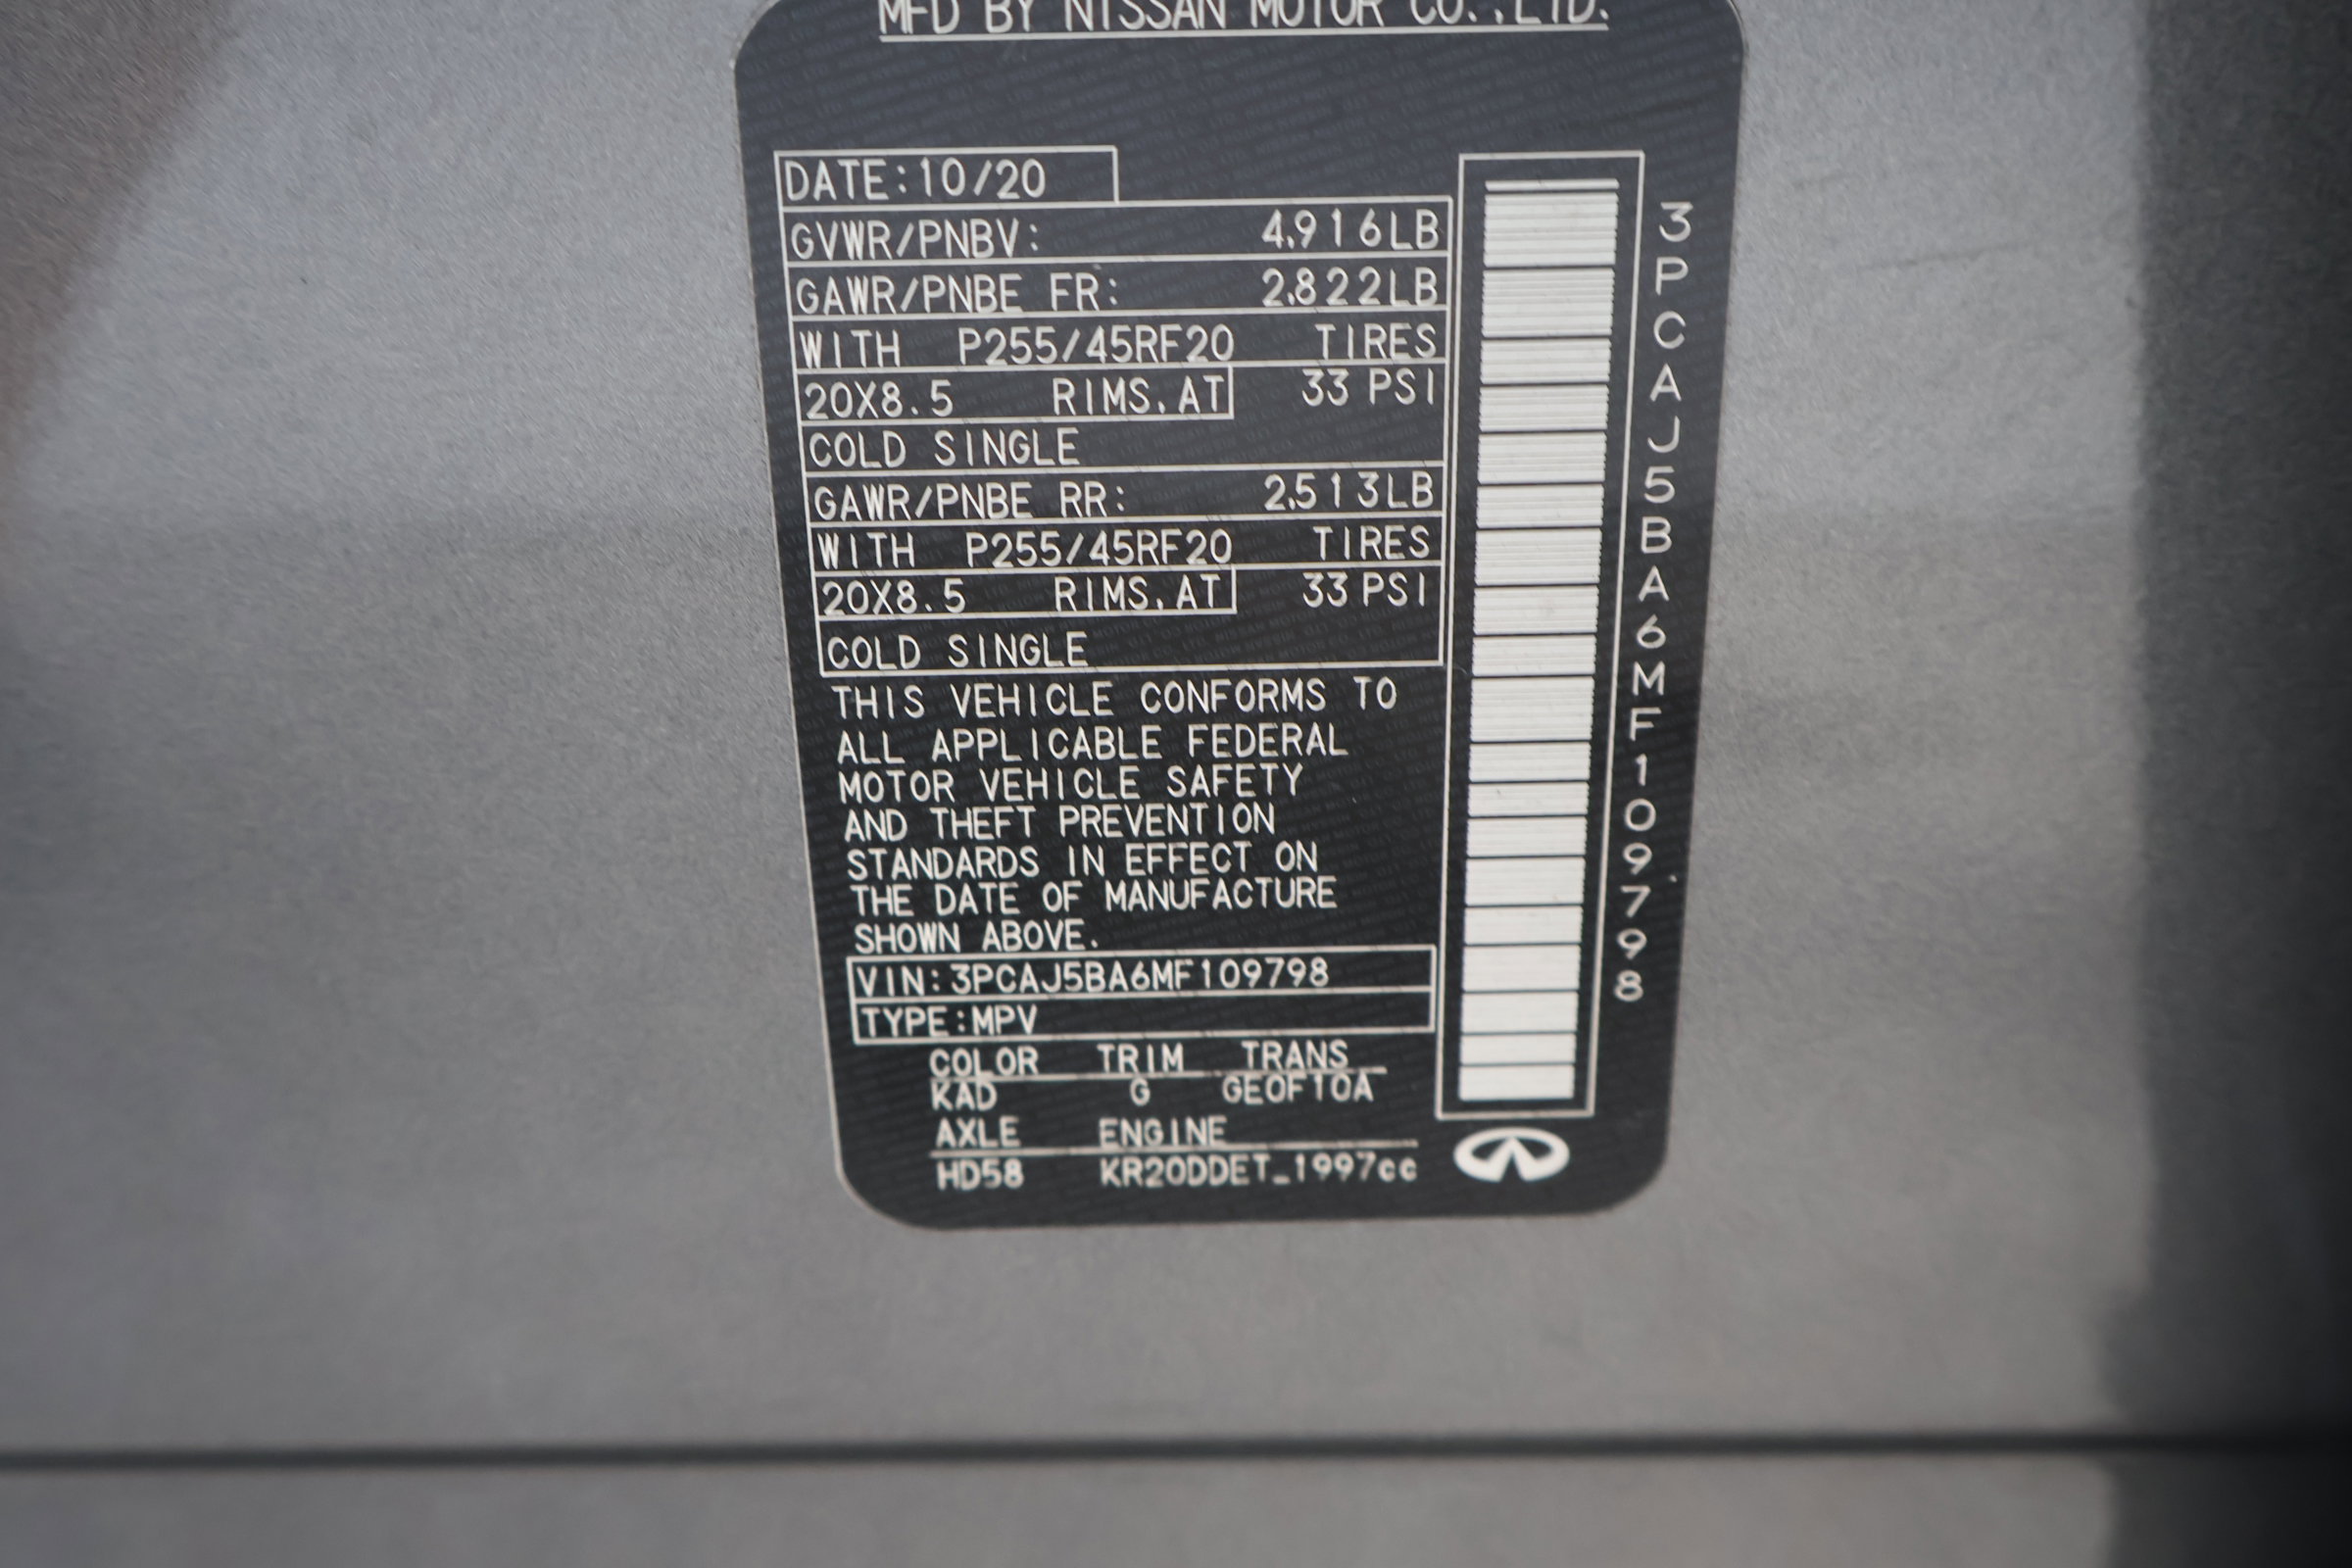 MFD BY NISSAN MOTOR CO.,LTD.
DATE:10/20
GVWR/PNBV: 4,916LB
GAWR/PNBE FR: 2,822LB
WITH P255/45RF20 TIRES
20X8.5 RIMS,AT 33 PSI
COLD SINGLE
GAWR/PNBE RR: 2,513LB
WITH P255/45RF20 TIRES
20X8.5 RIMS,AT 33 PSI
COLD SINGLE
THIS VEHICLE CONFORMS TO
ALL APPLICABLE FEDERAL
MOTOR VEHICLE SAFETY
AND THEFT PREVENTION
STANDARDS IN EFFECT ON
THE DATE OF MANUFACTURE
SHOWN ABOVE.
VIN:3PCAJ5BA6MF109798
TYPE:MPV
COLOR TRIM TRANS
KAD G GE0F10A
AXLE ENGINE
HD58 KR20DDET_1997cc
3PCAJ5BA6MF109798